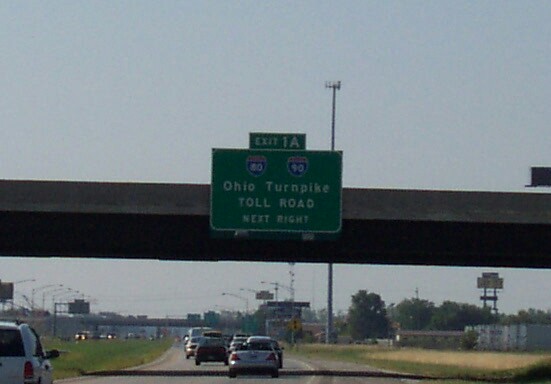 EXIT 1A
80 90
Ohio Turnpike
TOLL ROAD
NEXT RIGHT